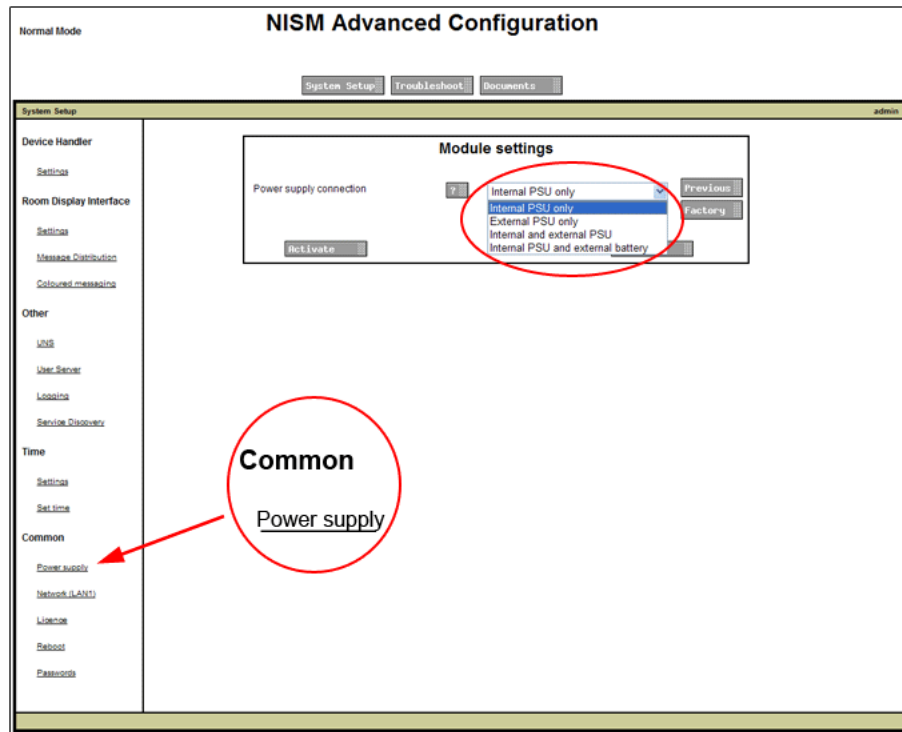 Normal Mode
NISM Advanced Configuration
System Setup Troubleshoot Documents
System Setup admin
Device Handler
Settings
Room Display Interface
Settings
Message Distribution
Coloured messaging
Other
UNS
User Server
Logging
Service Discovery
Time
Settings
Set time
Common
Power supply
Network (LAN1)
Licence
Reboot
Passwords
Module settings
Power supply connection ? Internal PSU only Previous
Internal PSU only Factory
External PSU only
Internal and external PSU
Activate Internal PSU and external battery
Common
Power supply